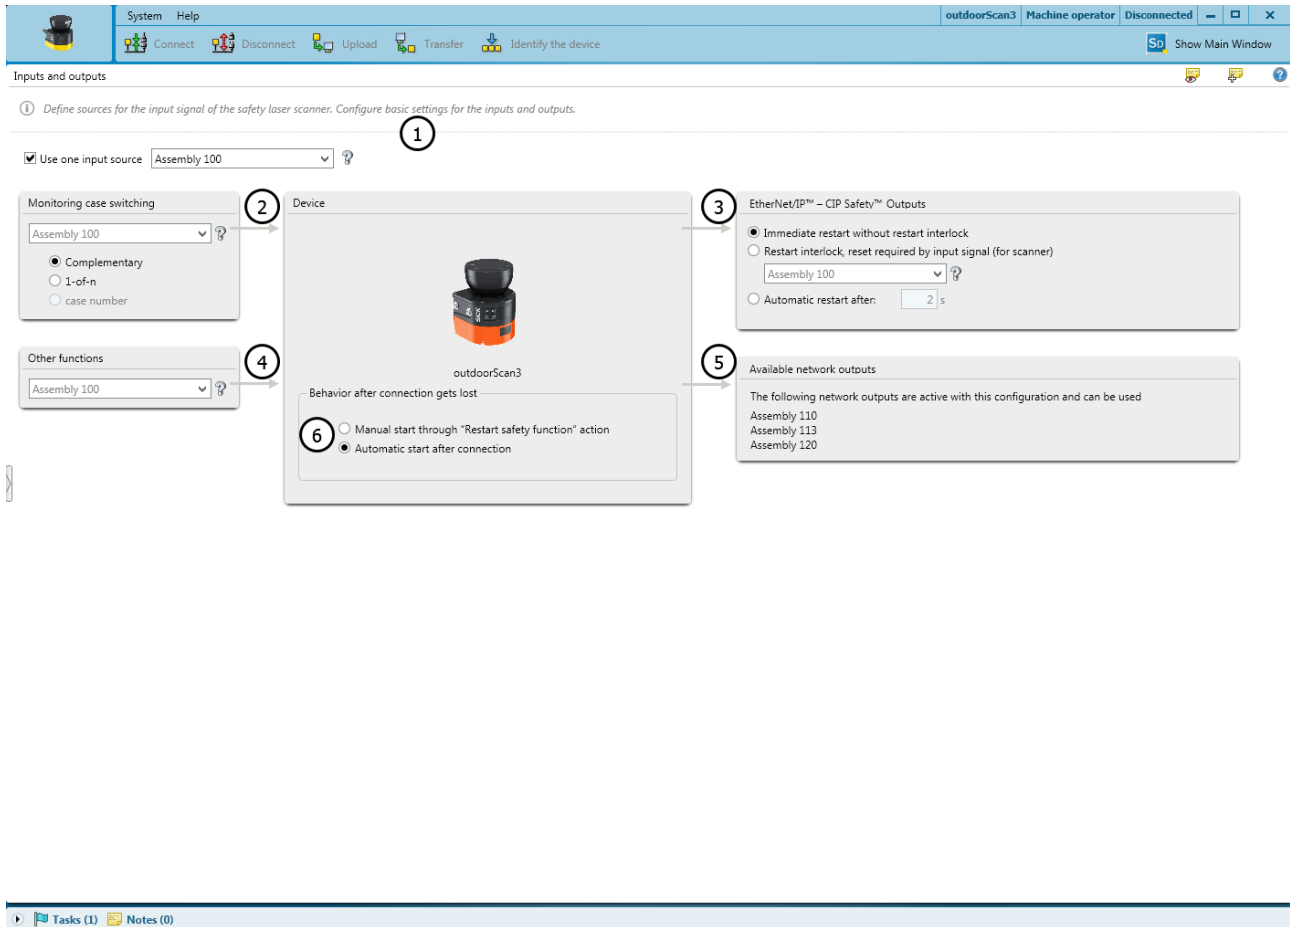 System Help
outdoorScan3 Machine operator Disconnected
Connect Disconnect Upload Transfer Identify the device
SD Show Main Window
Inputs and outputs
Define sources for the input signal of the safety laser scanner. Configure basic settings for the inputs and outputs.
1
Use one input source Assembly 100
Monitoring case switching
2
Assembly 100
Complementary
1-of-n
case number
Other functions
4
Assembly 100
Device
SICK
outdoorScan3
Behavior after connection gets lost
6
Manual start through "Restart safety function" action
Automatic start after connection
3
EtherNet/IP™ – CIP Safety™ Outputs
Immediate restart without restart interlock
Restart interlock, reset required by input signal (for scanner)
Assembly 100
Automatic restart after: 2 s
5
Available network outputs
The following network outputs are active with this configuration and can be used
Assembly 110
Assembly 113
Assembly 120
Tasks (1) Notes (0)